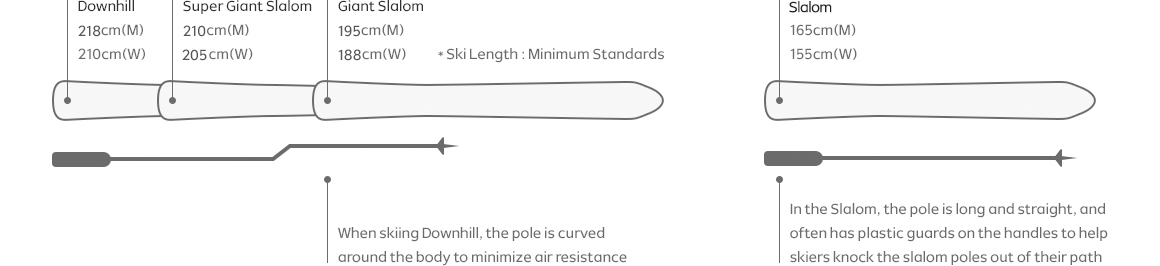 Downhill
218cm(M)
210cm(W)
Super Giant Slalom
210cm(M)
205cm(W)
Giant Slalom
195cm(M)
188cm(W)
* Ski Length : Minimum Standards
When skiing Downhill, the pole is curved
around the body to minimize air resistance
Slalom
165cm(M)
155cm(W)
In the Slalom, the pole is long and straight, and
often has plastic guards on the handles to help
skiers knock the slalom poles out of their path